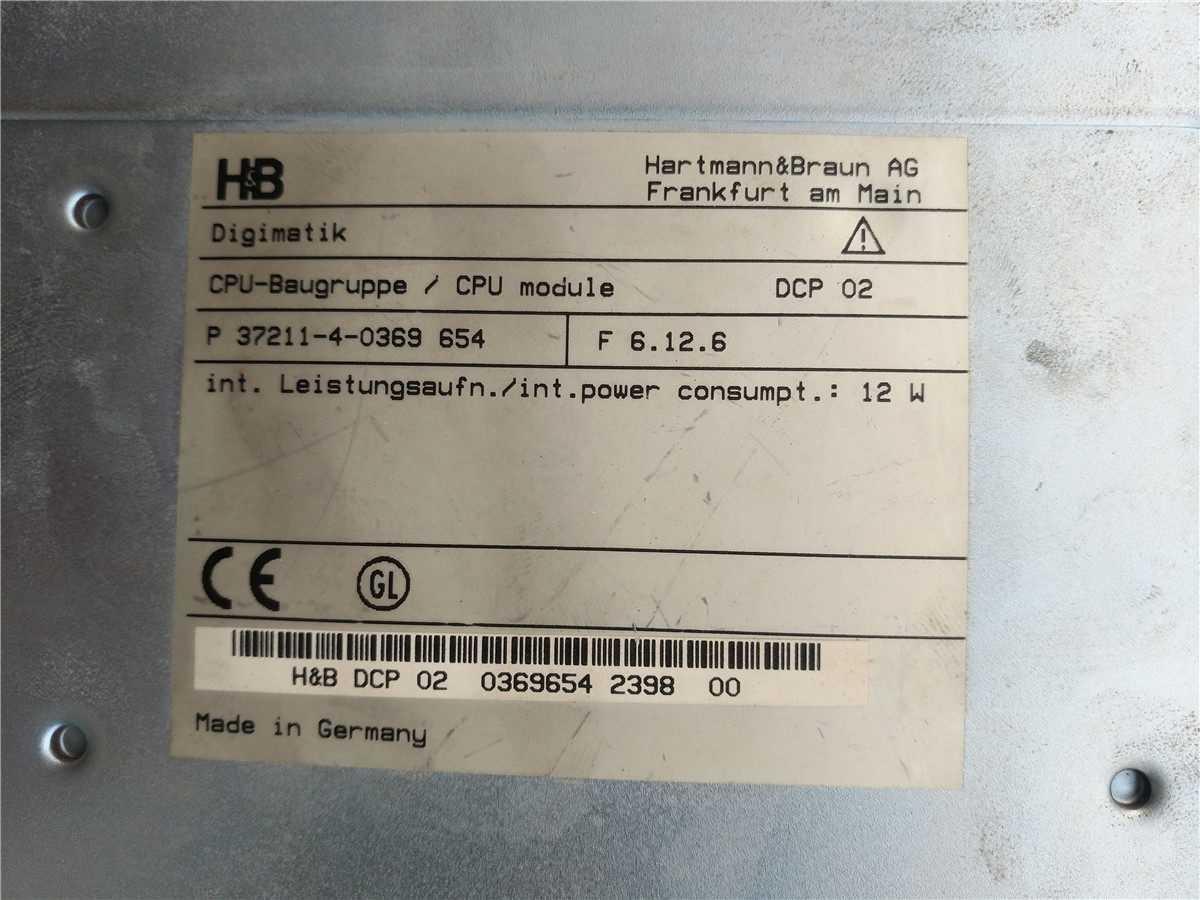 H&B
Hartmann&Braun AG
Frankfurt am Main
Digimatik
CPU-Baugruppe / CPU module DCP 02
P 37211-4-0369 654 F 6.12.6
int. Leistungsaufn./int.power consumpt.: 12 W
CE GL
H&B DCP 02 0369654 2398 00
Made in Germany